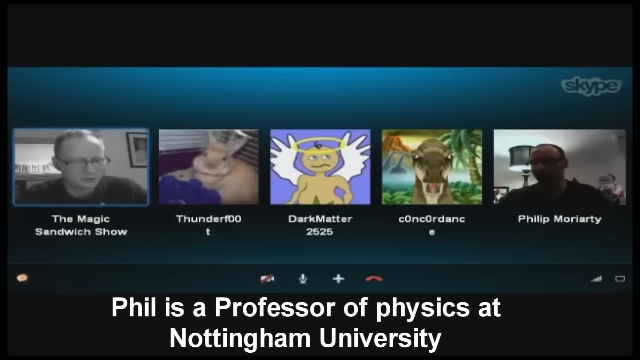 skype
The Magic
Sandwich Show
Thunderf00
t
DarkMatter
2525
c0nc0rdanc
e
Philip Moriarty
Phil is a Professor of physics at
Nottingham University